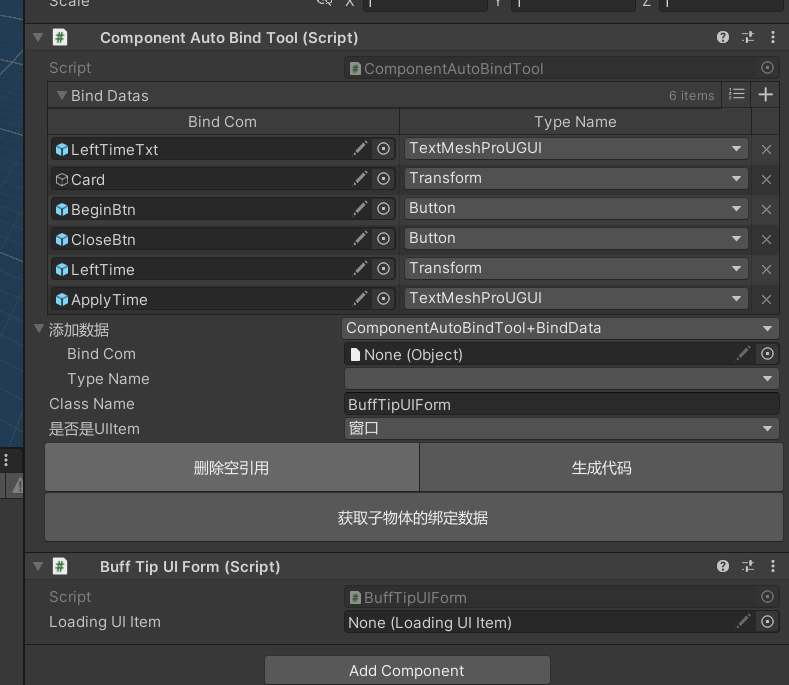 Scale X 1 Y 1 Z 1
Component Auto Bind Tool (Script)
Script ComponentAutoBindTool
Bind Datas 6 items
Bind Com Type Name
LeftTimeTxt TextMeshProUGUI
Card Transform
BeginBtn Button
CloseBtn Button
LeftTime Transform
ApplyTime TextMeshProUGUI
添加数据 ComponentAutoBindTool+BindData
Bind Com None (Object)
Type Name
Class Name BuffTipUIForm
是否是UIItem 窗口
删除空引用 生成代码
获取子物体的绑定数据
Buff Tip UI Form (Script)
Script BuffTipUIForm
Loading UI Item None (Loading UI Item)
Add Component